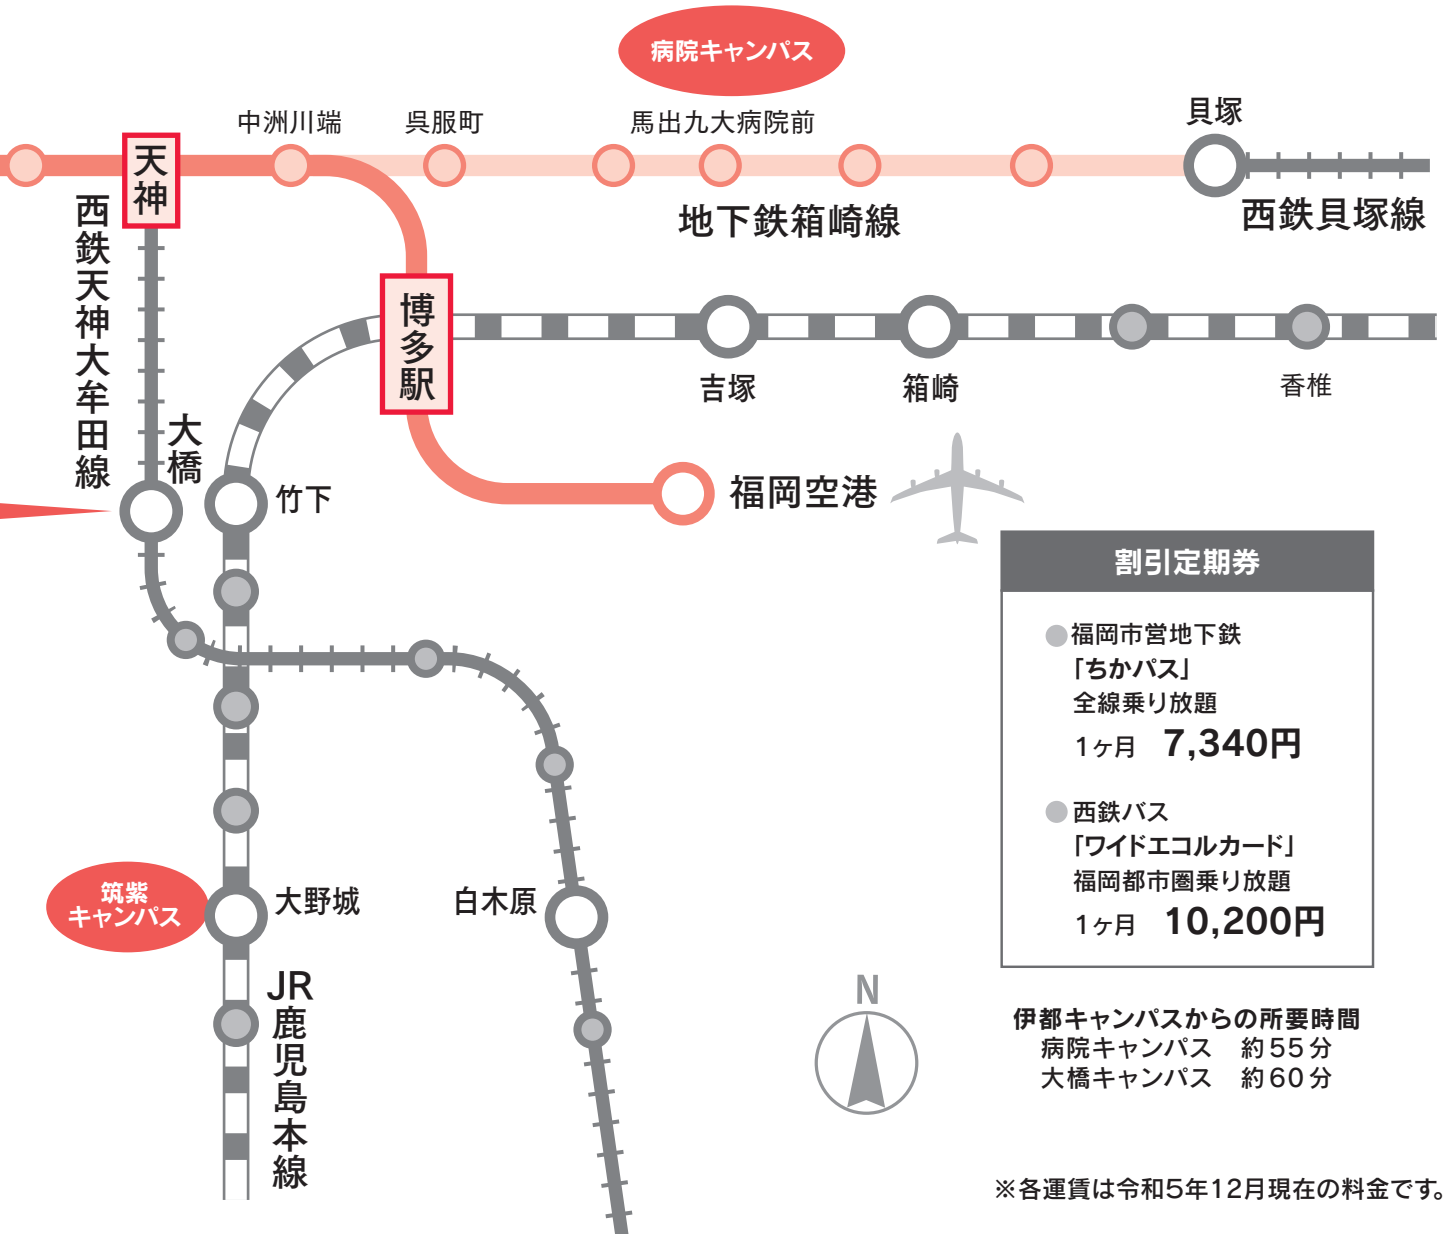 病院キャンパス
中洲川端
呉服町
馬出九大病院前
貝塚
天神
地下鉄箱崎線
西鉄貝塚線
西鉄天神大牟田線
博多駅
吉塚
箱崎
香椎
大橋
竹下
福岡空港
割引定期券
福岡市営地下鉄
「ちかパス」
全線乗り放題
1ヶ月 7,340円
西鉄バス
「ワイドエコルカード」
福岡都市圏乗り放題
1ヶ月 10,200円
筑紫
キャンパス
大野城
白木原
JR鹿児島本線
N
伊都キャンパスからの所要時間
病院キャンパス 約55分
大橋キャンパス 約60分
※各運賃は令和5年12月現在の料金です。